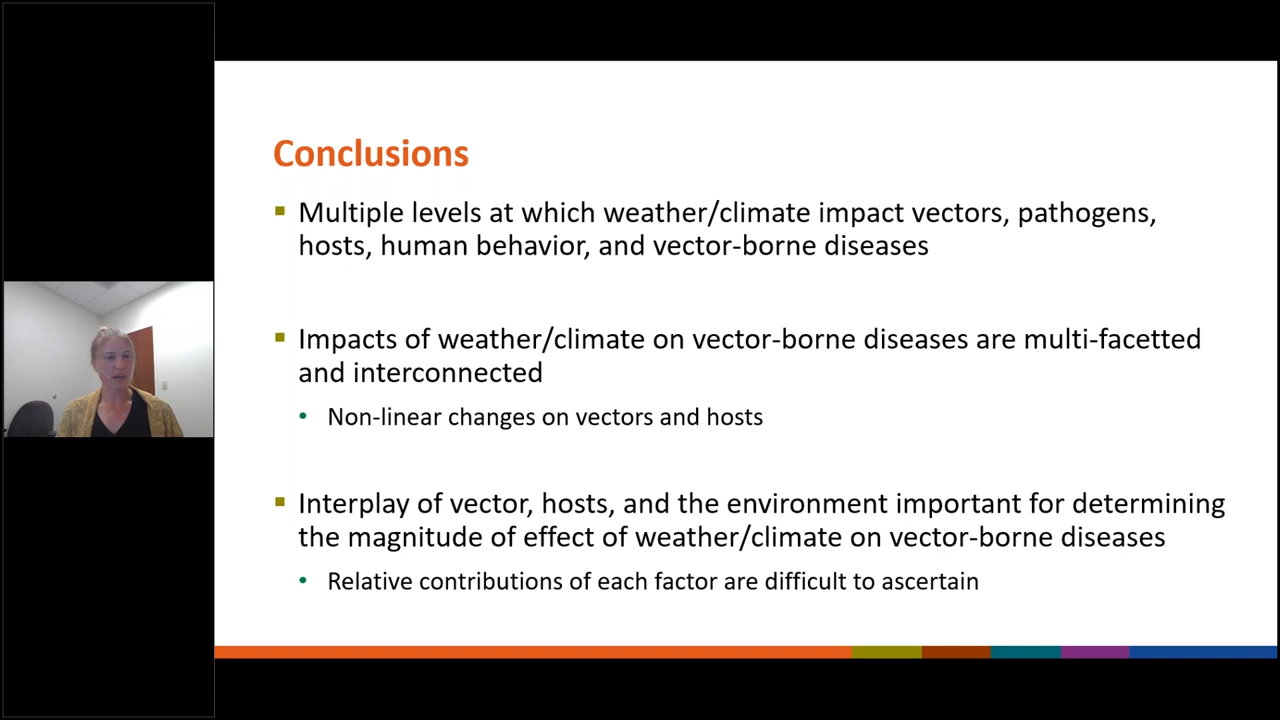 Conclusions
Multiple levels at which weather/climate impact vectors, pathogens,
hosts, human behavior, and vector-borne diseases
Impacts of weather/climate on vector-borne diseases are multi-facetted
and interconnected
Non-linear changes on vectors and hosts
Interplay of vector, hosts, and the environment important for determining
the magnitude of effect of weather/climate on vector-borne diseases
Relative contributions of each factor are difficult to ascertain